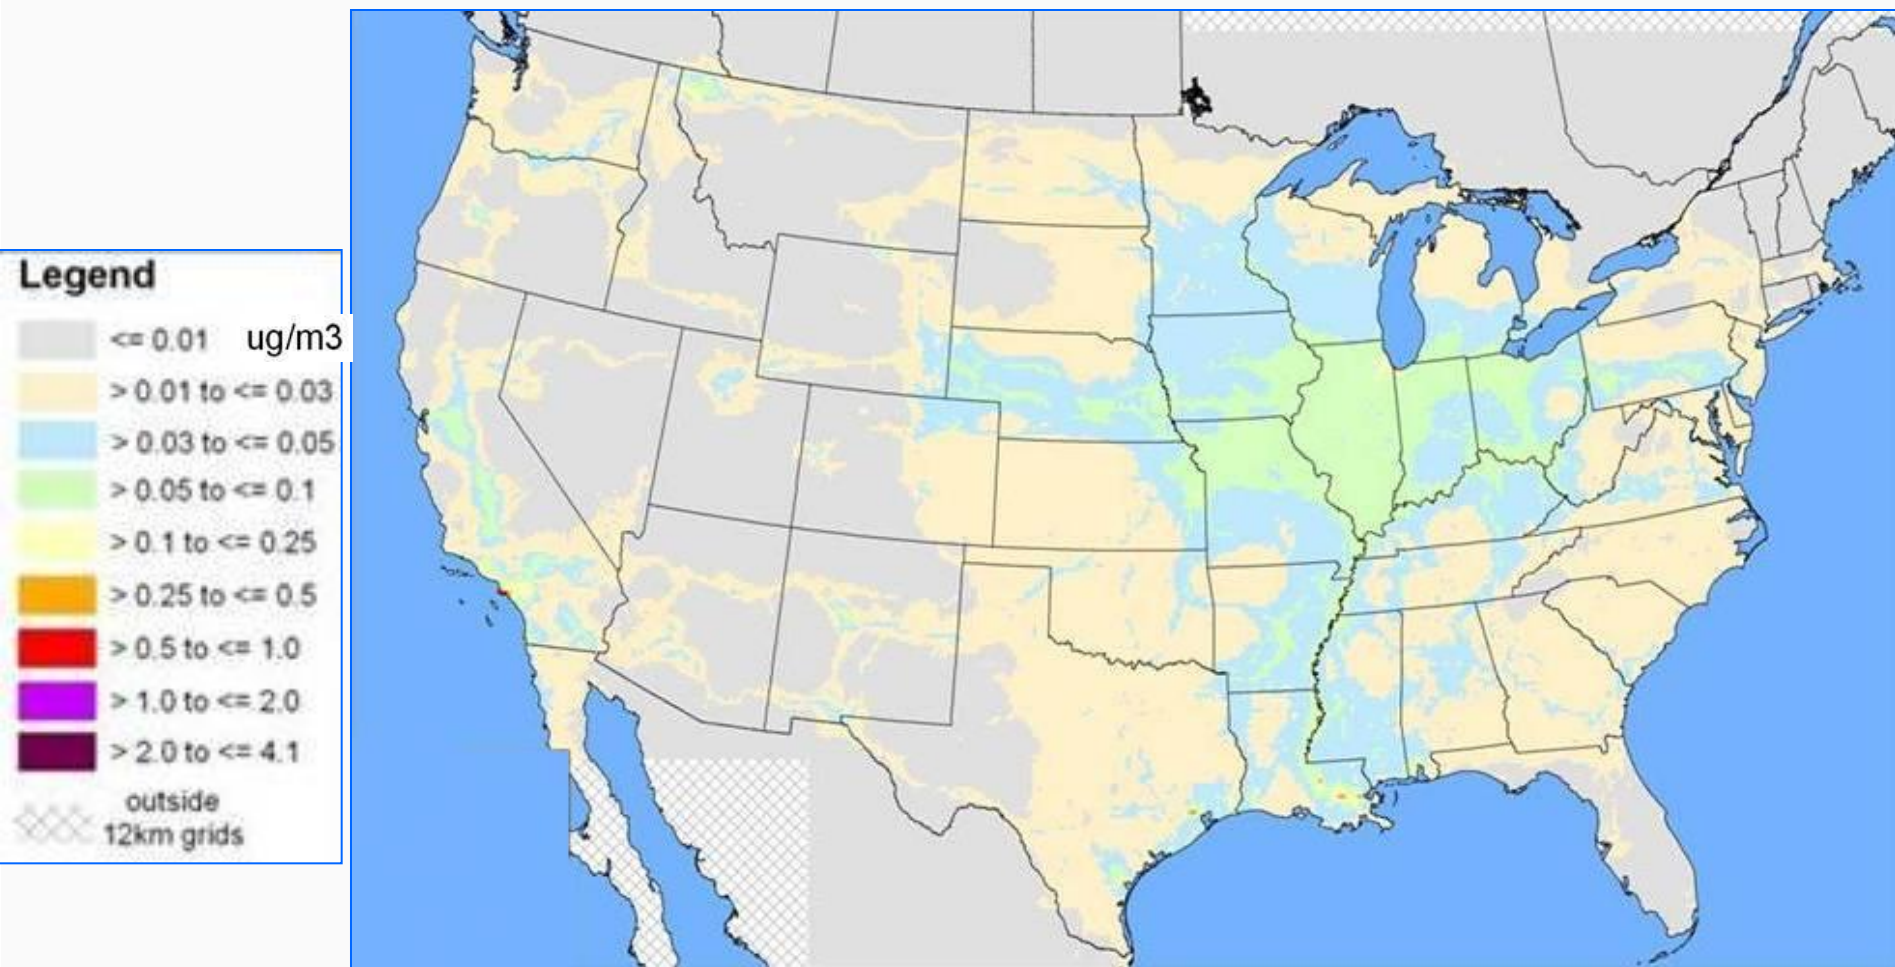 Legend
<= 0.01 ug/m3
> 0.01 to <= 0.03
> 0.03 to <= 0.05
> 0.05 to <= 0.1
> 0.1 to <= 0.25
> 0.25 to <= 0.5
> 0.5 to <= 1.0
> 1.0 to <= 2.0
> 2.0 to <= 4.1
outside
12km grids